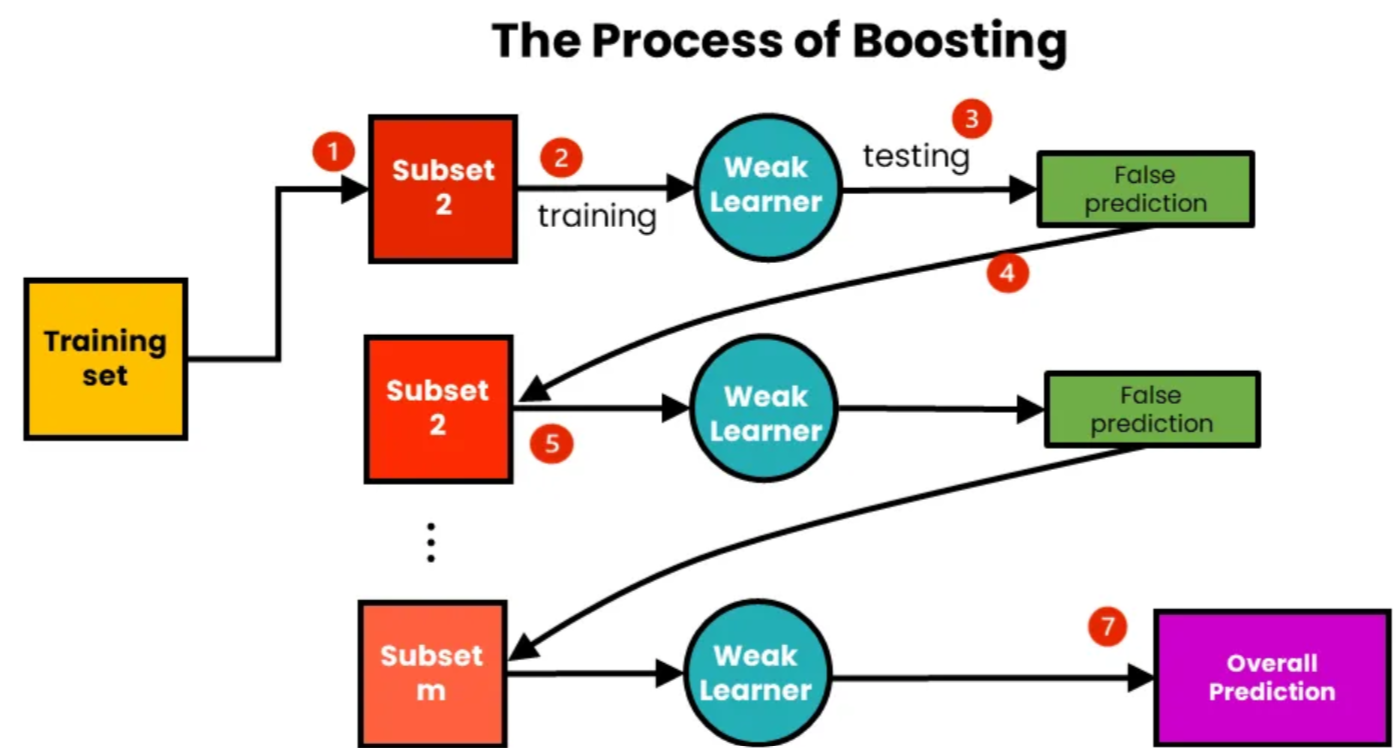 The Process of Boosting
3
1
2
testing
Subset
2
Weak
Learner
False
prediction
training
4
Training
set
Subset
2
Weak
Learner
False
prediction
5
Subset
m
Weak
Learner
7
Overall
Prediction